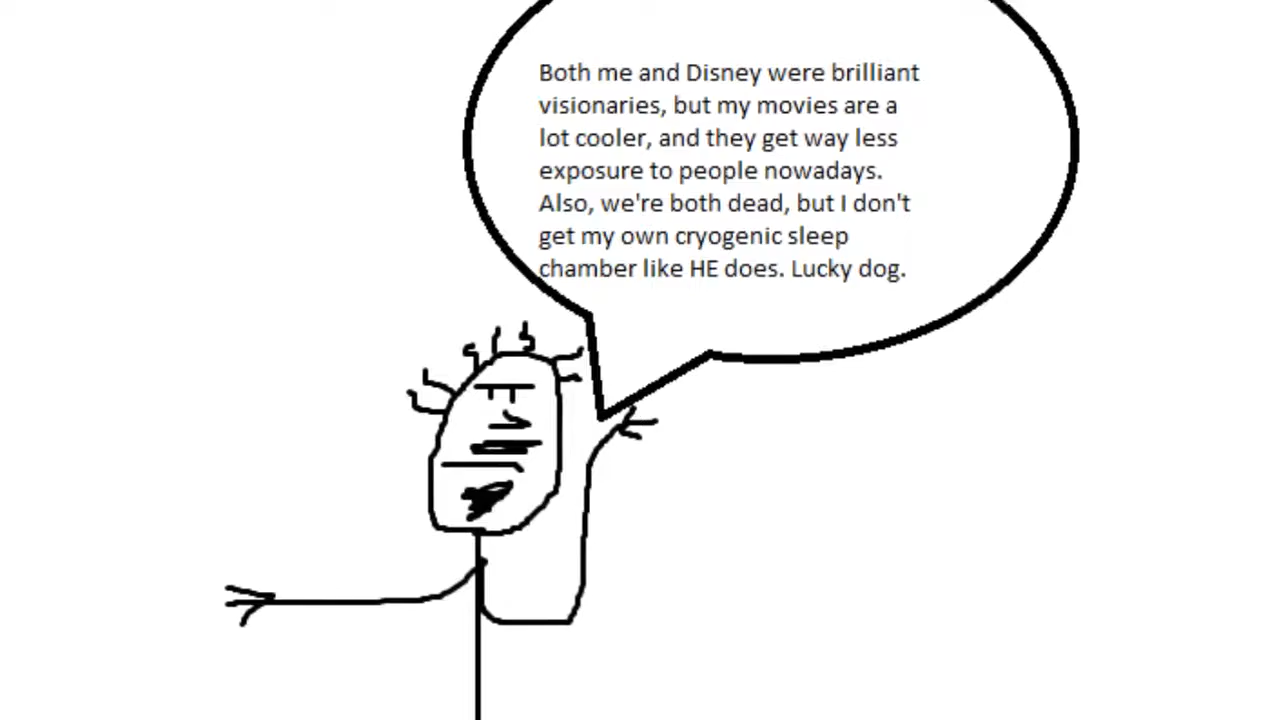 Both me and Disney were brilliant
visionaries, but my movies are a
lot cooler, and they get way less
exposure to people nowadays.
Also, we're both dead, but I don't
get my own cryogenic sleep
chamber like HE does. Lucky dog.